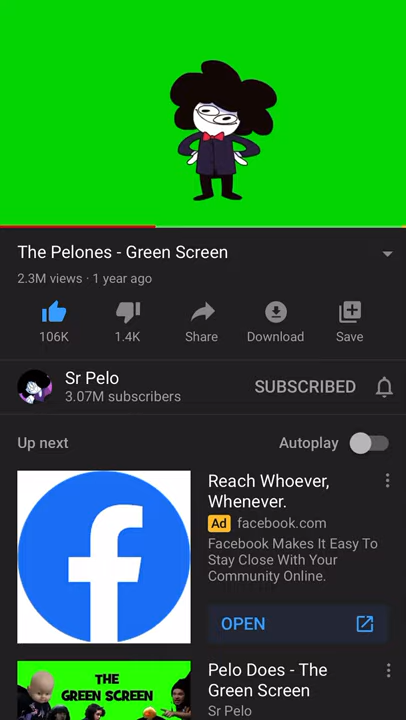 The Pelones - Green Screen
2.3M views · 1 year ago
106K
1.4K
Share
Download
Save
Sr Pelo
3.07M subscribers
SUBSCRIBED
Up next
Autoplay
Reach Whoever,
Whenever.
Ad facebook.com
Facebook Makes It Easy To
Stay Close With Your
Community Online.
OPEN
THE
GREEN SCREEN
Pelo Does - The
Green Screen
Sr Pelo